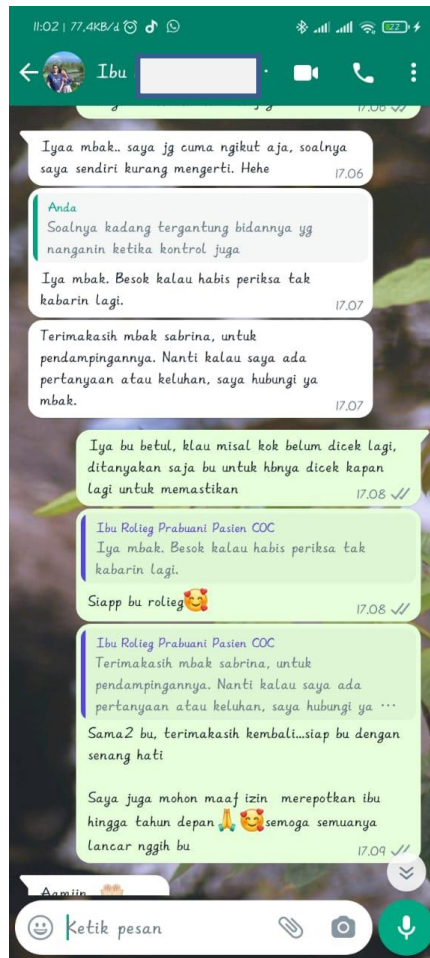 11:02 | 77,4KB/d
822
Ibu
17.06
Iyaa mbak.. saya jg cuma ngikut aja, soalnya
saya sendiri kurang mengerti. Hehe
17.06
Anda
Soalnya kadang tergantung bidannya yg
nanganin ketika kontrol juga
Iya mbak. Besok kalau habis periksa tak
kabarin lagi.
17.07
Terimakasih mbak sabrina, untuk
pendampingannya. Nanti kalau saya ada
pertanyaan atau keluhan, saya hubungi ya
mbak.
17.07
Iya bu betul, klau misal kok belum dicek lagi,
ditanyakan saja bu untuk hbnya dicek kapan
lagi untuk memastikan
17.08
Ibu Rolieg Prabuani Pasien COC
Iya mbak. Besok kalau habis periksa tak
kabarin lagi.
Siapp bu rolieg🥰
17.08
Ibu Rolieg Prabuani Pasien COC
Terimakasih mbak sabrina, untuk
pendampingannya. Nanti kalau saya ada
pertanyaan atau keluhan, saya hubungi ya ...
Sama2 bu, terimakasih kembali...siap bu dengan
senang hati
Saya juga mohon maaf izin merepotkan ibu
hingga tahun depan🙏🥰semoga semuanya
lancar nggih bu
17.09
Aamiin
Ketik pesan